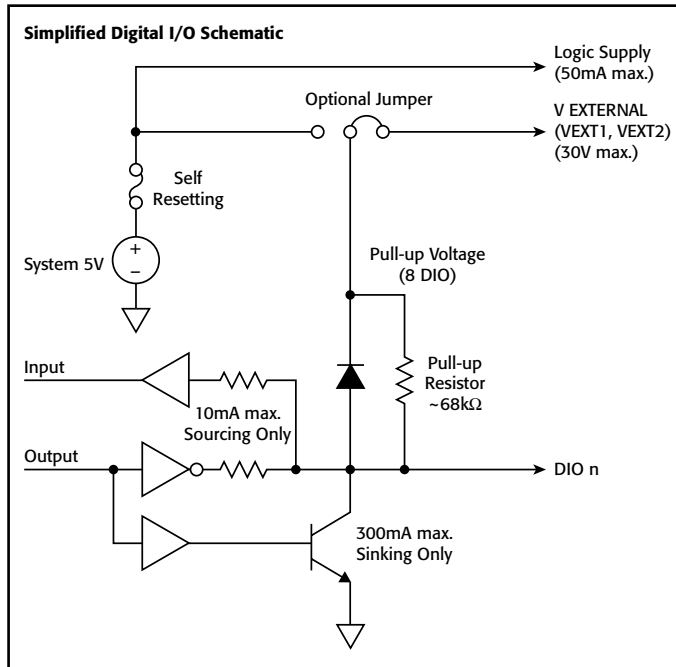 Simplified Digital I/O Schematic
Logic Supply
(50mA max.)
Optional Jumper
V EXTERNAL
(VEXT1, VEXT2)
(30V max.)
Self
Resetting
+
−
System 5V
Pull-up Voltage
(8 DIO)
Input
Pull-up
Resistor
~68kΩ
10mA max.
Sourcing Only
Output
DIO n
300mA max.
Sinking Only